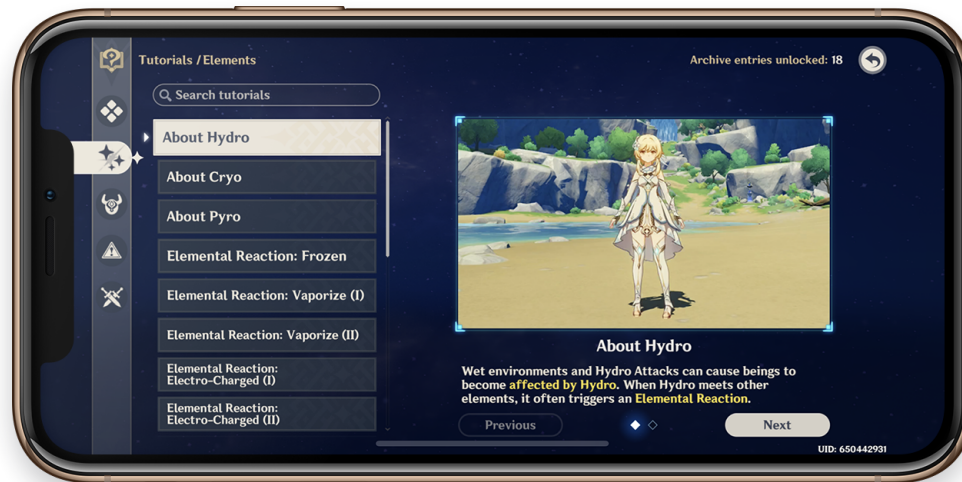 Tutorials /Elements
Archive entries unlocked: 18
Search tutorials
About Hydro
About Cryo
About Pyro
Elemental Reaction: Frozen
Elemental Reaction: Vaporize (I)
Elemental Reaction: Vaporize (II)
Elemental Reaction:
Electro-Charged (I)
Elemental Reaction:
Electro-Charged (II)
About Hydro
Wet environments and Hydro Attacks can cause beings to
become affected by Hydro. When Hydro meets other
elements, it often triggers an Elemental Reaction.
Previous
Next
UID: 650442931